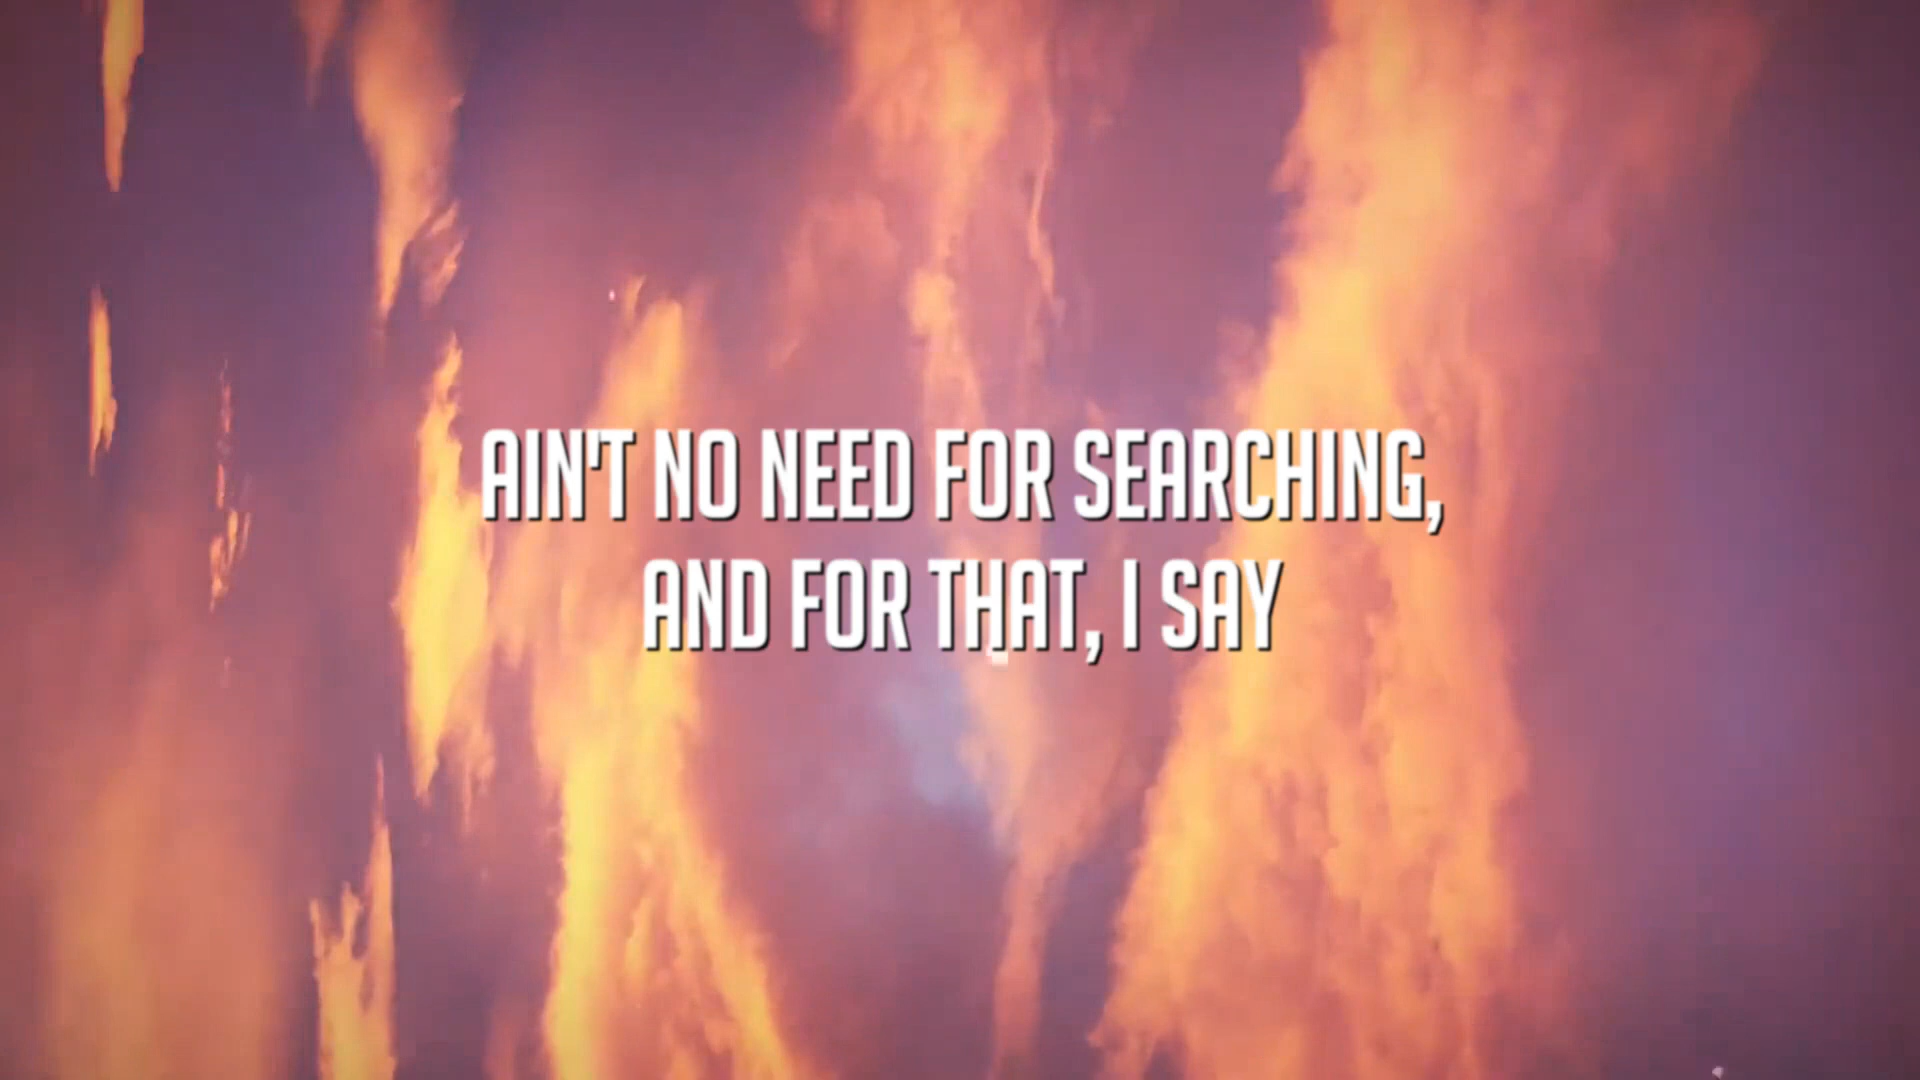 AIN'T NO NEED FOR SEARCHING,
AND FOR THAT, I SAY